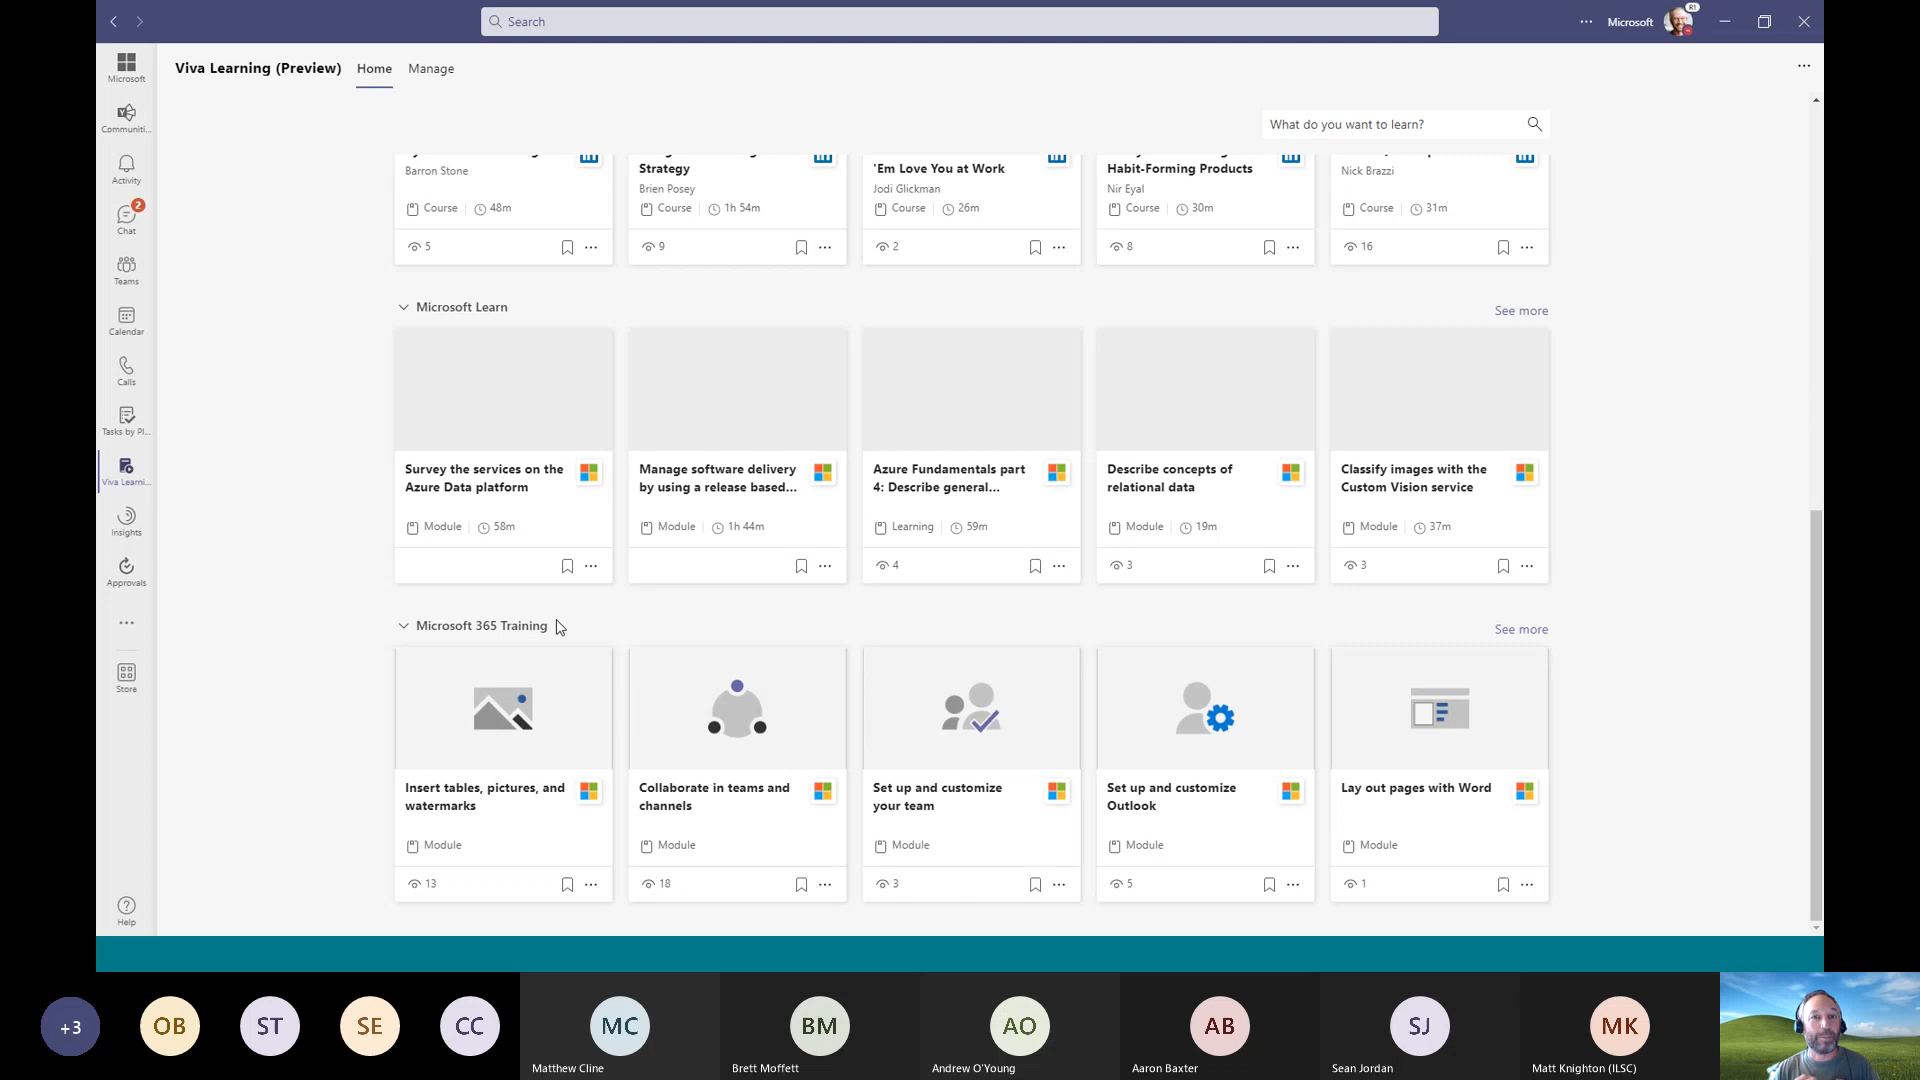 Search
Microsoft
R1
Microsoft
Viva Learning (Preview)
Home
Manage
Communiti...
What do you want to learn?
Activity
Barron Stone
Strategy
Brien Posey
'Em Love You at Work
Jodi Glickman
Habit-Forming Products
Nir Eyal
Nick Brazzi
Course 48m
Course 1h 54m
Course 26m
Course 30m
Course 31m
2
Chat
5
9
2
8
16
Teams
Microsoft Learn
See more
Calendar
Calls
Tasks by Pl...
Viva Learni...
Insights
Approvals
Survey the services on the
Azure Data platform
Module 58m
Manage software delivery
by using a release based...
Module 1h 44m
Azure Fundamentals part
4: Describe general...
Learning 59m
4
Describe concepts of
relational data
Module 19m
3
Classify images with the
Custom Vision service
Module 37m
3
Microsoft 365 Training
See more
Store
Insert tables, pictures, and
watermarks
Module
13
Collaborate in teams and
channels
Module
18
Set up and customize
your team
Module
3
Set up and customize
Outlook
Module
5
Lay out pages with Word
Module
1
Help
+3
OB
ST
SE
CC
MC
BM
AO
AB
SJ
MK
Matthew Cline
Brett Moffett
Andrew O'Young
Aaron Baxter
Sean Jordan
Matt Knighton (ILSC)